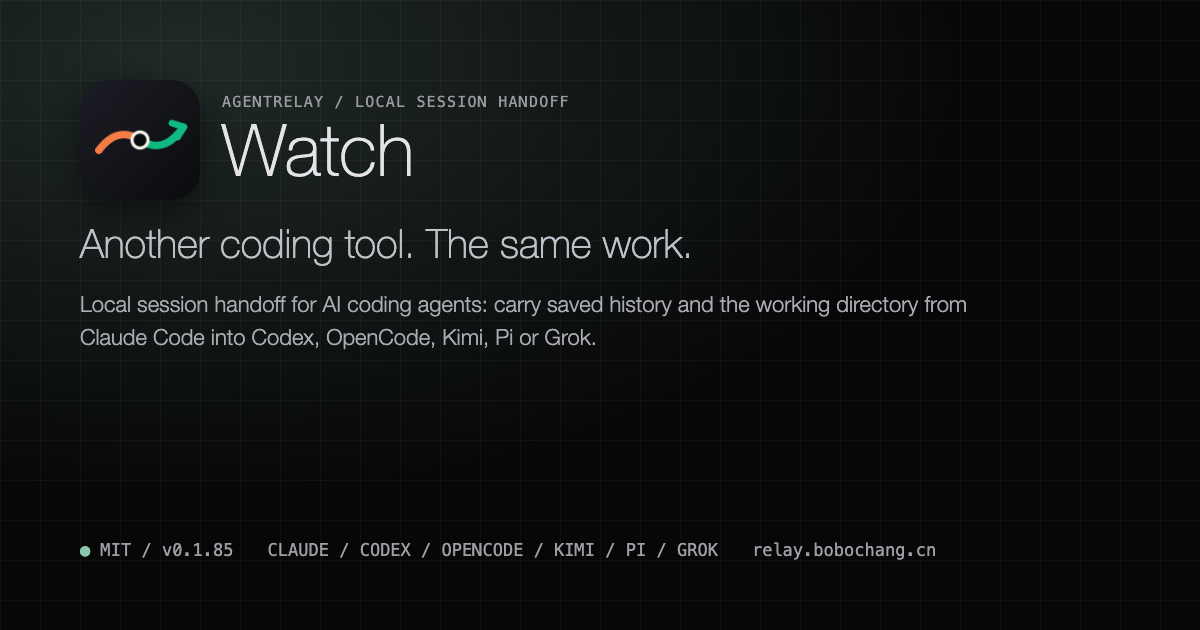 AGENTRELAY / LOCAL SESSION HANDOFF
Watch
Another coding tool. The same work.
Local session handoff for AI coding agents: carry saved history and the working directory from
Claude Code into Codex, OpenCode, Kimi, Pi or Grok.
MIT / v0.1.85 CLAUDE / CODEX / OPENCODE / KIMI / PI / GROK relay.bobochang.cn